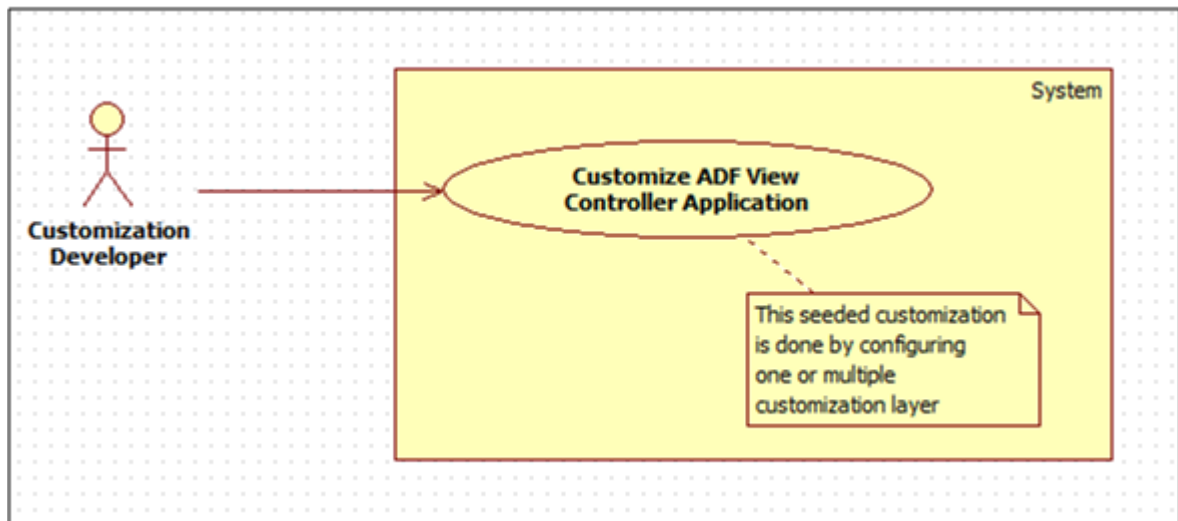 System
Customize ADF View
Controller Application
Customization
Developer
This seeded customization
is done by configuring
one or multiple
customization layer